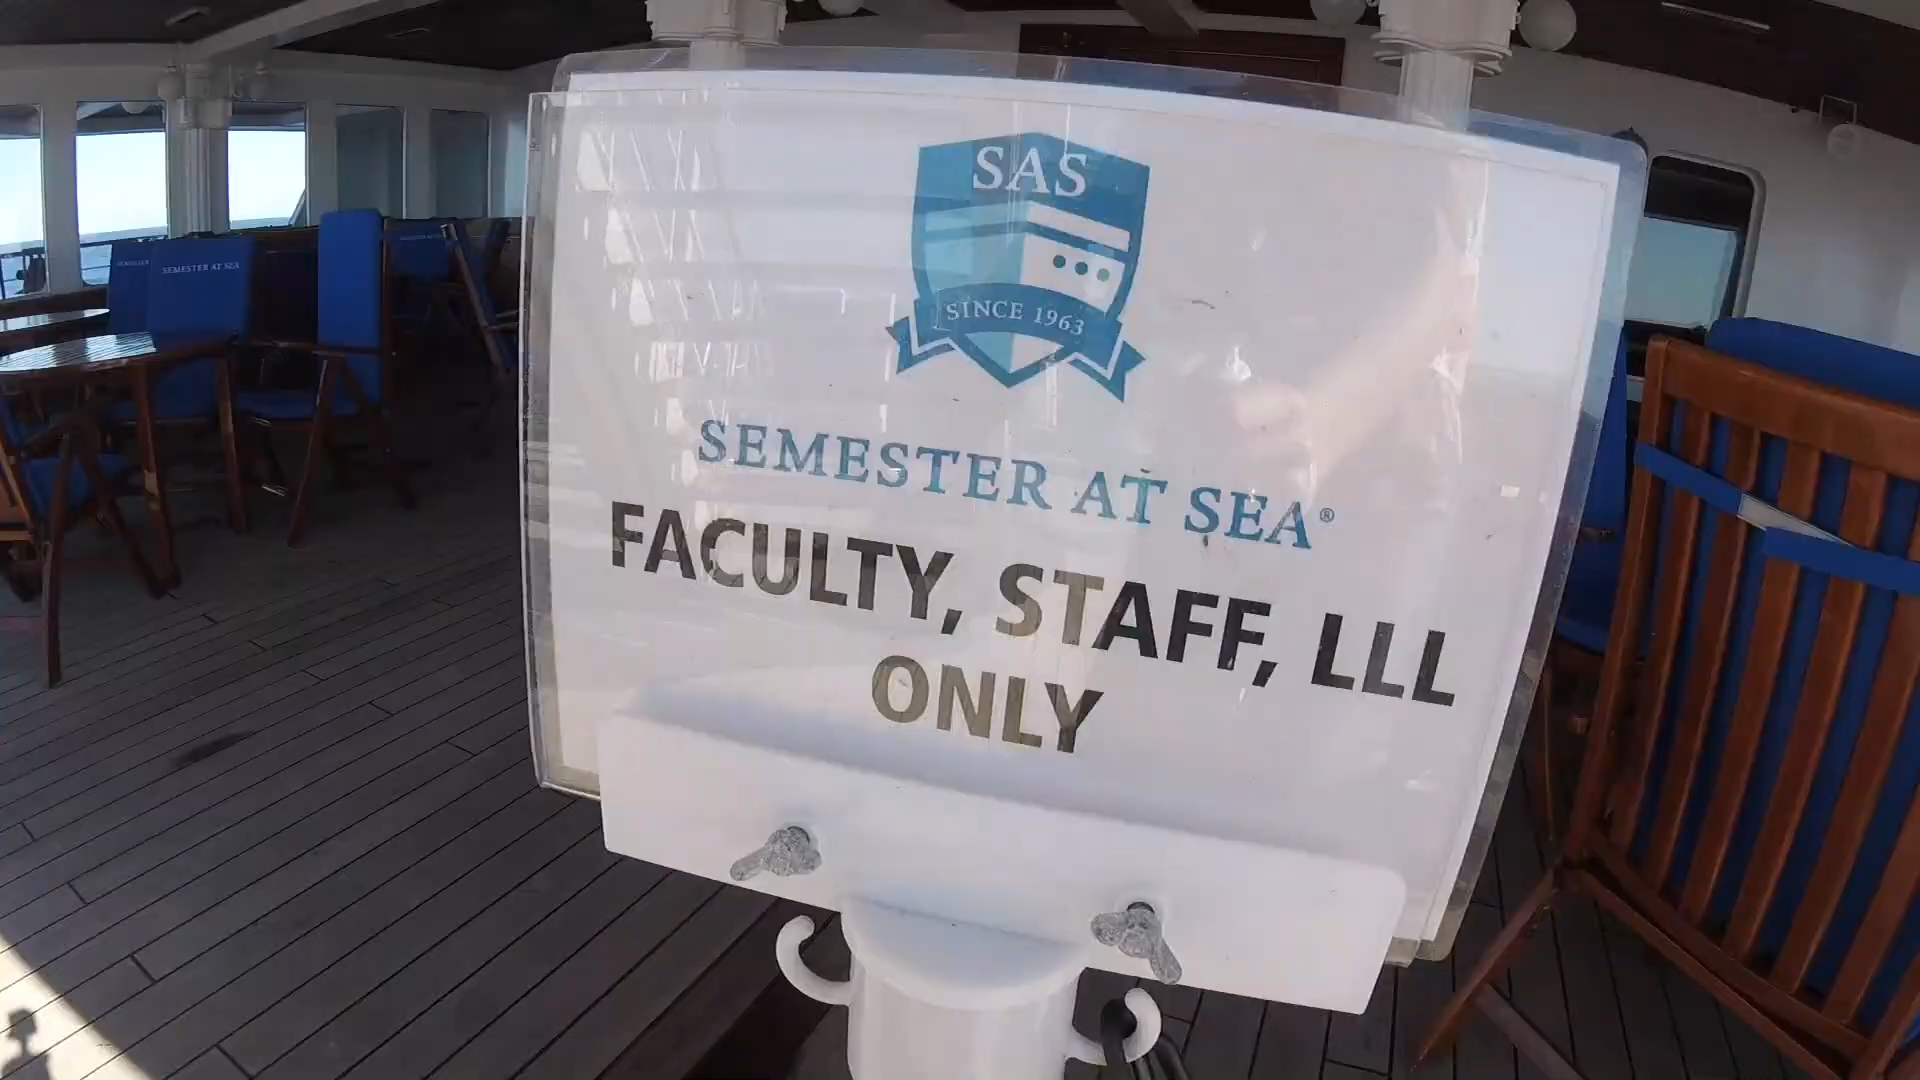 SAS
SINCE 1963
SEMESTER AT SEA®
FACULTY, STAFF, LLL
ONLY
SEMESTER AT SEA